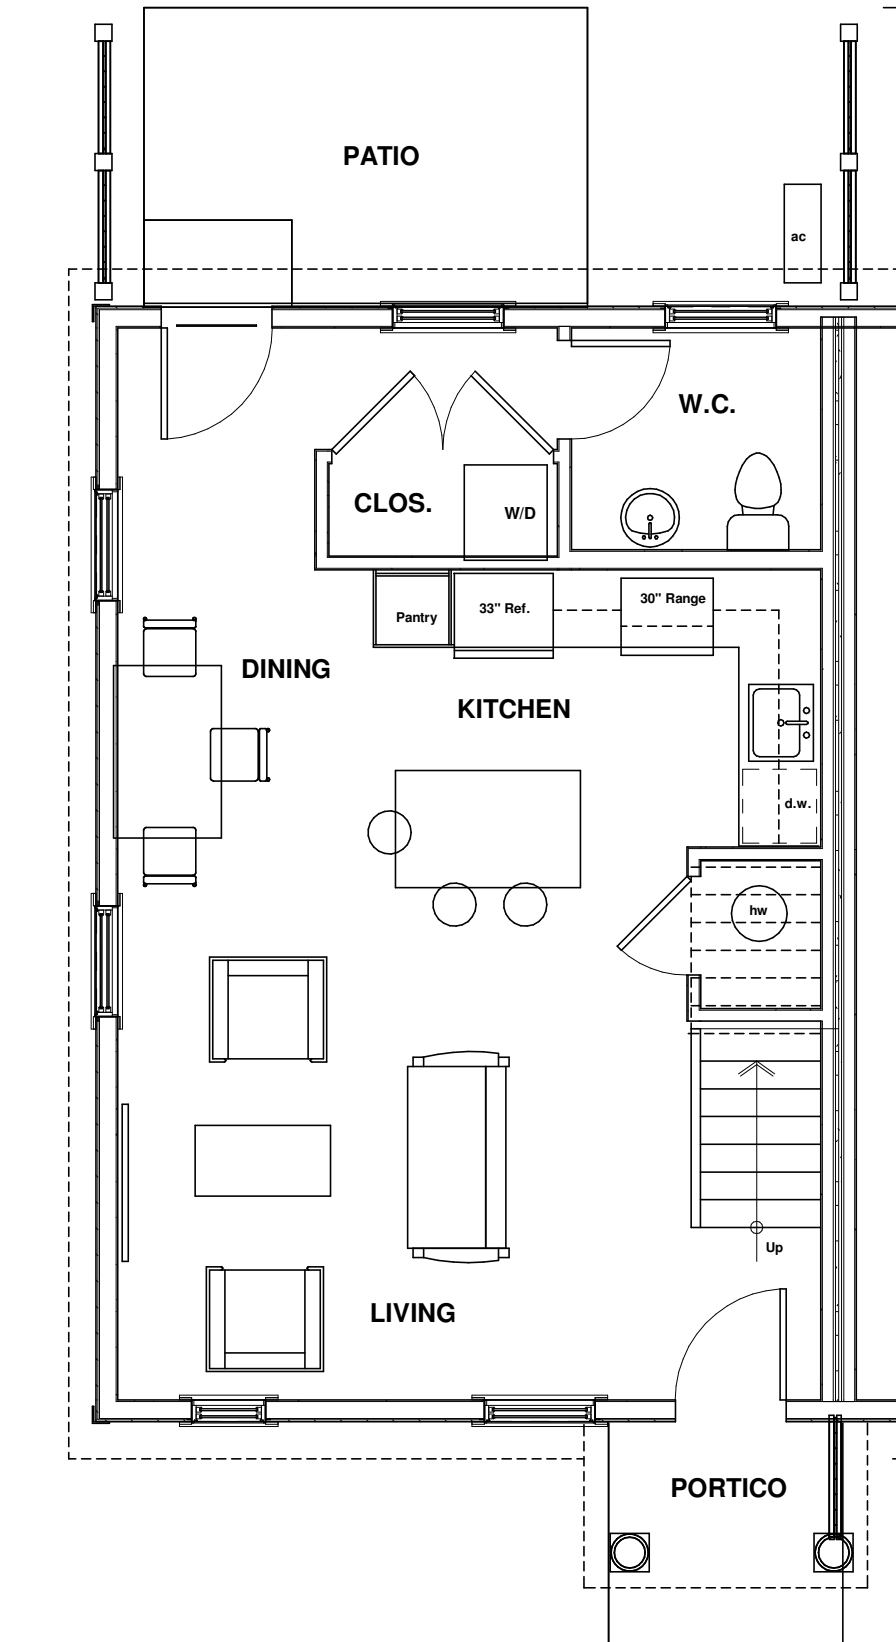 PATIO
ac
W.C.
CLOS.
W/D
Pantry
33" Ref.
30" Range
DINING
KITCHEN
d.w.
hw
Up
LIVING
PORTICO